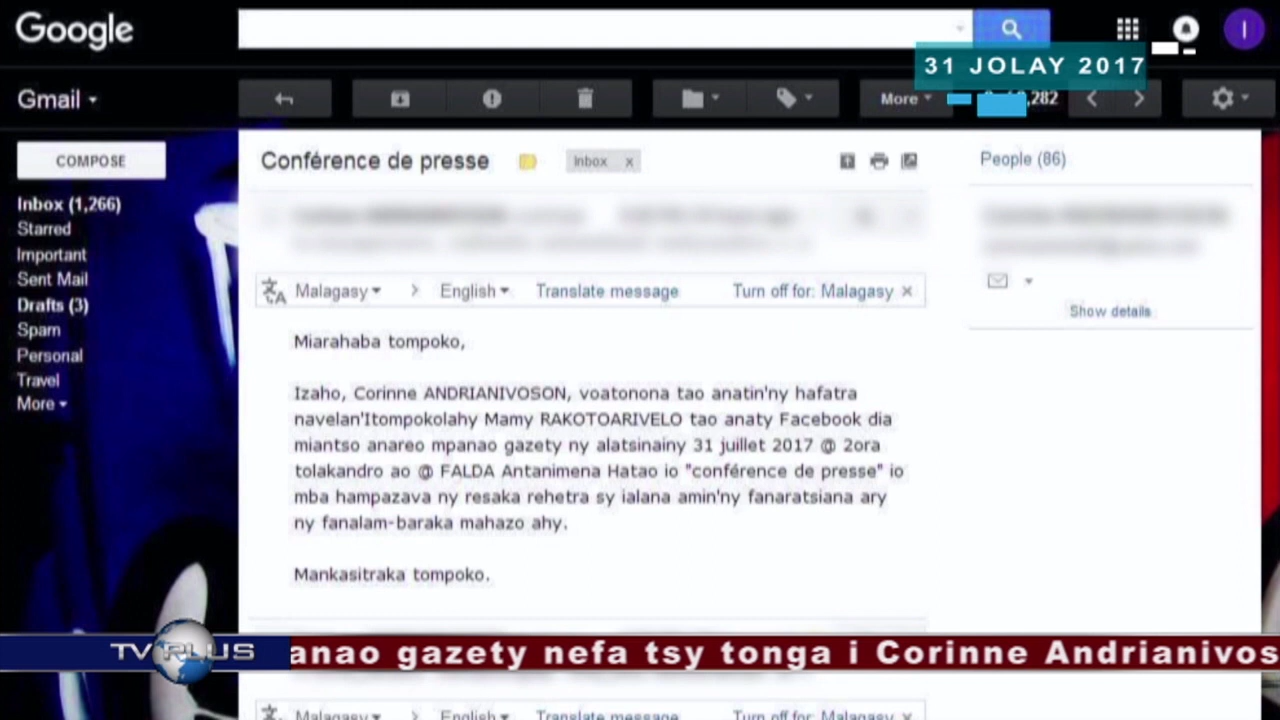 Google
31 JOLAY 2017
Gmail
More
,282
COMPOSE
Conférence de presse
Inbox x
People (86)
Inbox (1,266)
Starred
Important
Sent Mail
Drafts (3)
Spam
Personal
Travel
More
Malagasy > English Translate message Turn off for: Malagasy x
Show details
Miarahaba tompoko,
Izaho, Corinne ANDRIANIVOSON, voatonona tao anatin'ny hafatra
navelan'Itompokolahy Mamy RAKOTOARIVELO tao anaty Facebook dia
miantso anareo mpanao gazety ny alatsinainy 31 juillet 2017 @ 2ora
tolakandro ao @ FALDA Antanimena Hatao io "conférence de presse" io
mba hampazava ny resaka rehetra sy ialana amin'ny fanaratsiana ary
ny fanalam-baraka mahazo ahy.
Mankasitraka tompoko.
TV PLUS
anao gazety nefa tsy tonga i Corinne Andrianivos
Malagasy > English Translate message Turn off for: Malagasy x